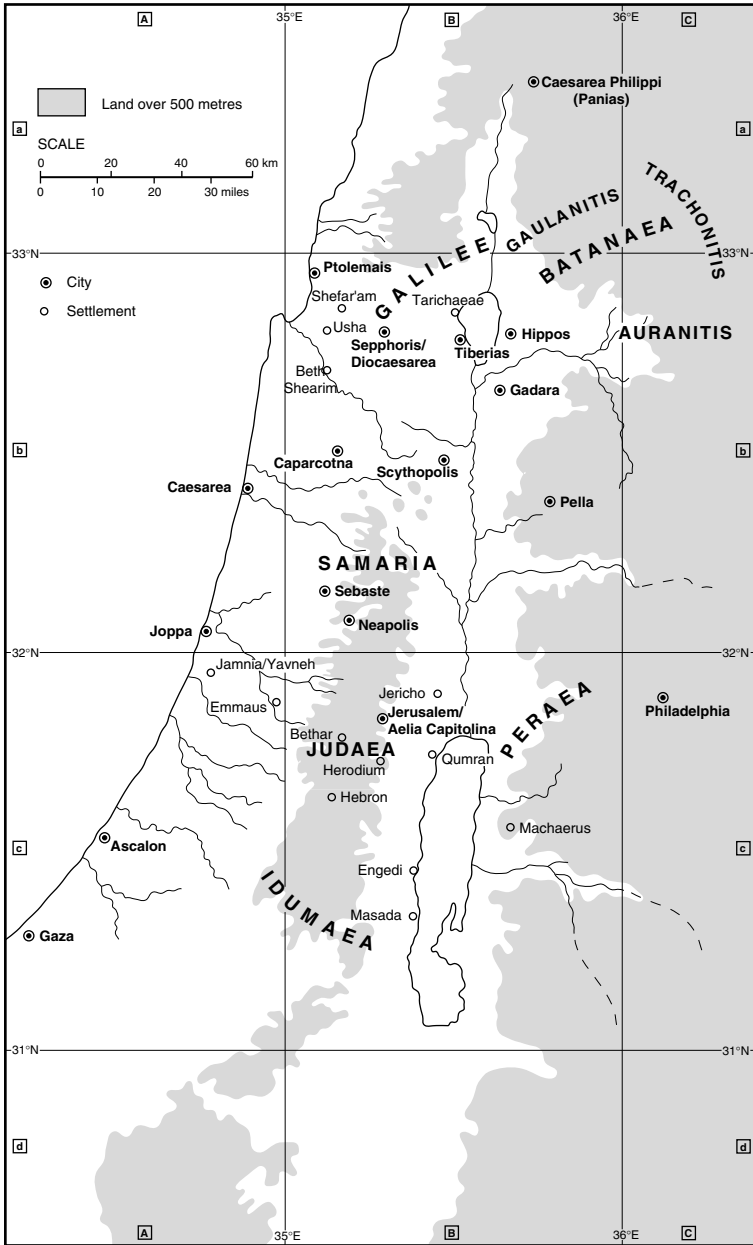 A
35°E
B
36°E
C
Caesarea Philippi
(Panias)
Land over 500 metres
a
a
SCALE
0 20 40 60 km
0 10 20 30 miles
TRACHONITIS
GAULANITIS
BATANAEA
GALILEE
33°N
33°N
Ptolemais
City
Shefar'am
Tarichaeae
Settlement
Usha
Sepphoris/
Diocaesarea
Tiberias
Hippos
AURANITIS
Beth
Shearim
Gadara
b
b
Caparcotna
Scythopolis
Caesarea
Pella
SAMARIA
Sebaste
Neapolis
Joppa
32°N
32°N
Jamnia/Yavneh
Jericho
Emmaus
PERAEA
Philadelphia
Jerusalem/
Aelia Capitolina
Bethar
JUDAEA
Qumran
Herodium
Hebron
Machaerus
Ascalon
c
c
Engedi
IDUMAEA
Masada
Gaza
31°N
31°N
d
d
A
35°E
B
36°E
C